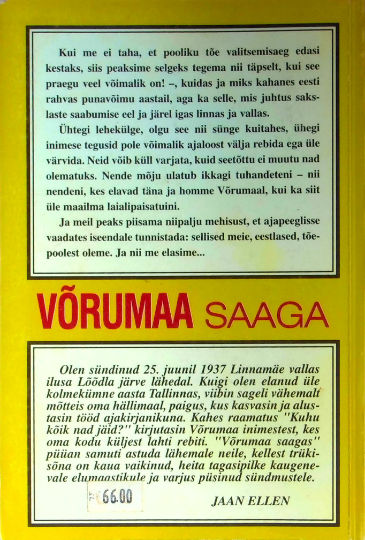 Kui me ei taha, et pooliku tõe valitsemisaeg edasi
kestaks, siis peaksime selgeks tegema nii täpselt, kui see
praegu veel võimalik on! –, kuidas ja miks kahanes eesti
rahvas punavõimu aastail, aga ka selle, mis juhtus saks-
laste saabumise eel ja järel igas linnas ja vallas.
Ühtegi lehekülge, olgu see nii sünge kuitahes, ühegi
inimese tegusid pole võimalik ajaloost välja rebida ega üle
värvida. Neid võib küll varjata, kuid seetõttu ei muutu nad
olematuks. Nende mõju ulatub ikkagi tuhandeteni – nii
nendeni, kes elavad täna ja homme Võrumaal, kui ka siit
üle maailma laialipaisatuini.
Ja meil peaks piisama niipalju mehisust, et ajapeeglisse
vaadates iseendale tunnistada: sellised meie, eestlased, tõe-
poolest oleme. Ja nii me elasime...
VÕRUMAA SAAGA
Olen sündinud 25. juunil 1937 Linnamäe vallas
ilusa Lõõdla järve lähedal. Kuigi olen elanud üle
kolmekümne aasta Tallinnas, viibin sageli vähemalt
mõtteis oma hällimaal, paigus, kus kasvasin ja alus-
tasin tööd ajakirjanikuna. Kahes raamatus "Kuhu
kõik nad jäid?" kirjutasin Võrumaa inimestest, kes
oma kodu küljest lahti rebiti. "Võrumaa saagas"
püüan samuti astuda lähemale neile, kellest trüki-
sõna on kaua vaikinud, heita tagasipilke kaugene-
vale elumaastikule ja varjus püsinud sündmustele.
66.00
JAAN ELLEN